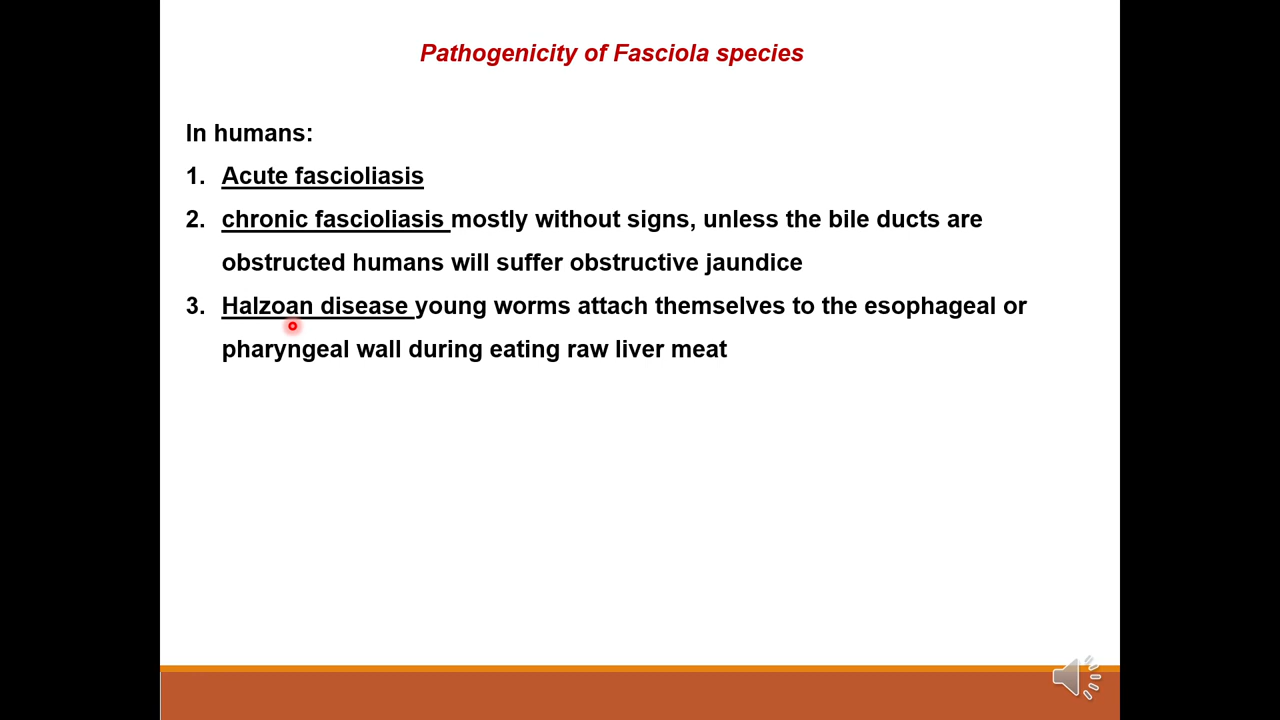 Pathogenicity of Fasciola species
In humans:
1. Acute fascioliasis
2. chronic fascioliasis mostly without signs, unless the bile ducts are
obstructed humans will suffer obstructive jaundice
3. Halzoan disease young worms attach themselves to the esophageal or
pharyngeal wall during eating raw liver meat